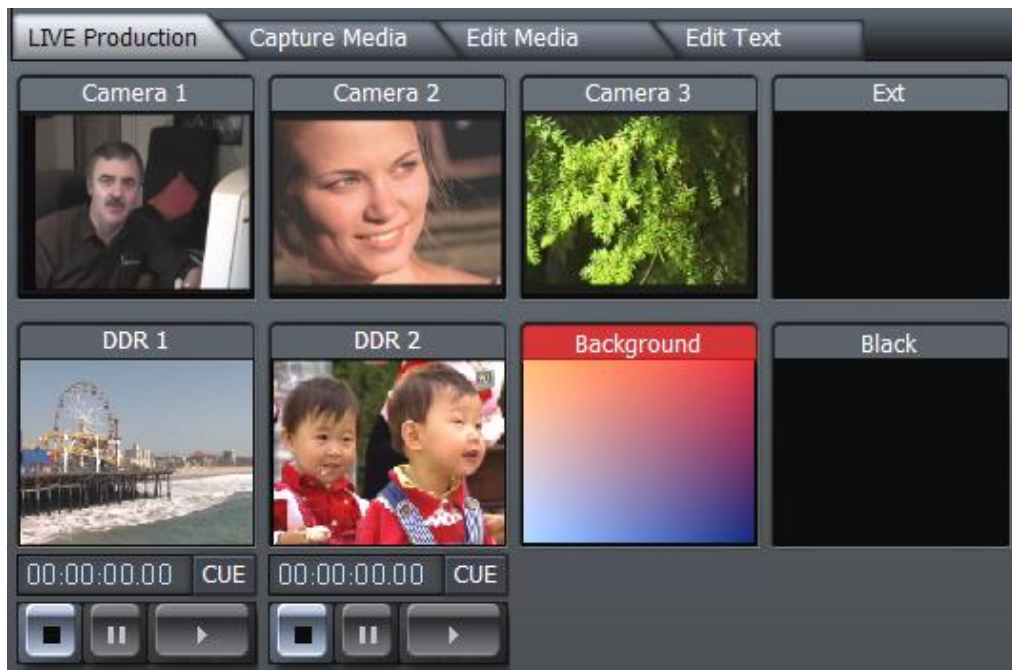 LIVE Production Capture Media Edit Media Edit Text
Camera 1 Camera 2 Camera 3 Ext
DDR 1 DDR 2 Background Black
00:00:00.00 CUE 00:00:00.00 CUE